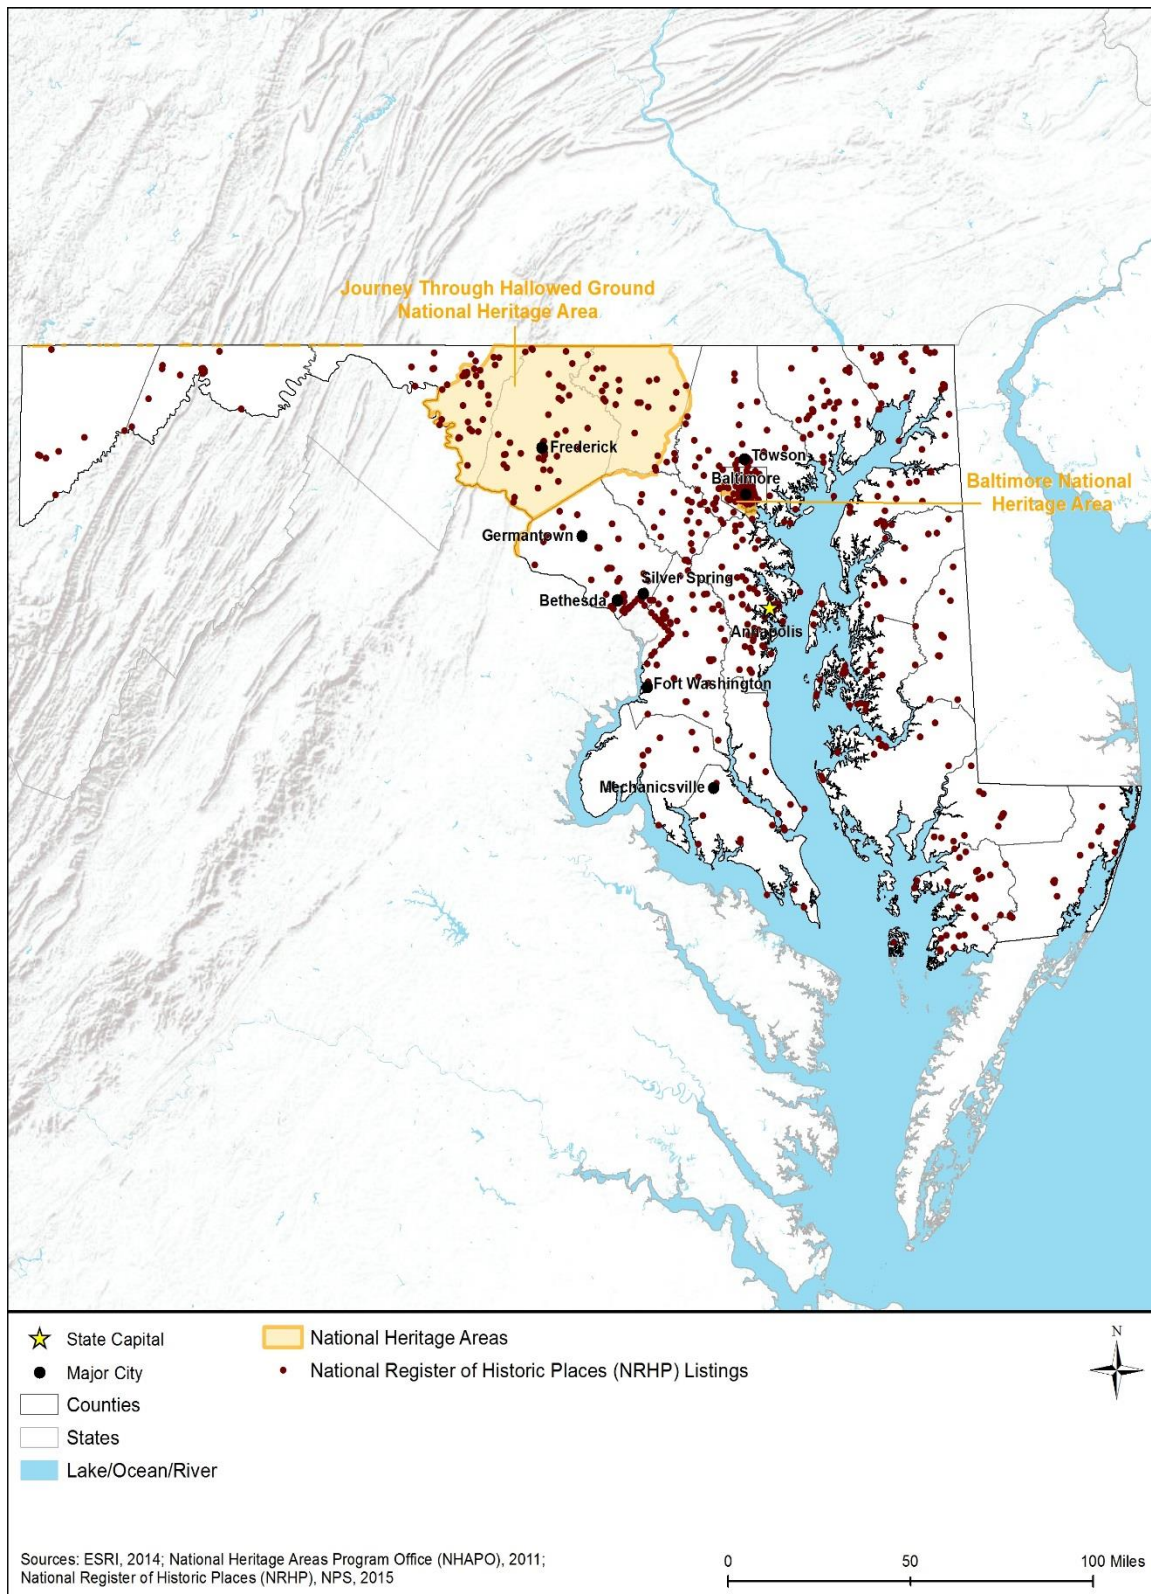 Journey Through Hallowed Ground
National Heritage Area
Frederick
Towson
Baltimore
Baltimore National
Heritage Area
Germantown
Silver Spring
Bethesda
Annapolis
Fort Washington
Mechanicsville
State Capital
National Heritage Areas
N
Major City
National Register of Historic Places (NRHP) Listings
Counties
States
Lake/Ocean/River
Sources: ESRI, 2014; National Heritage Areas Program Office (NHAPO), 2011;
National Register of Historic Places (NRHP), NPS, 2015
0 50 100 Miles